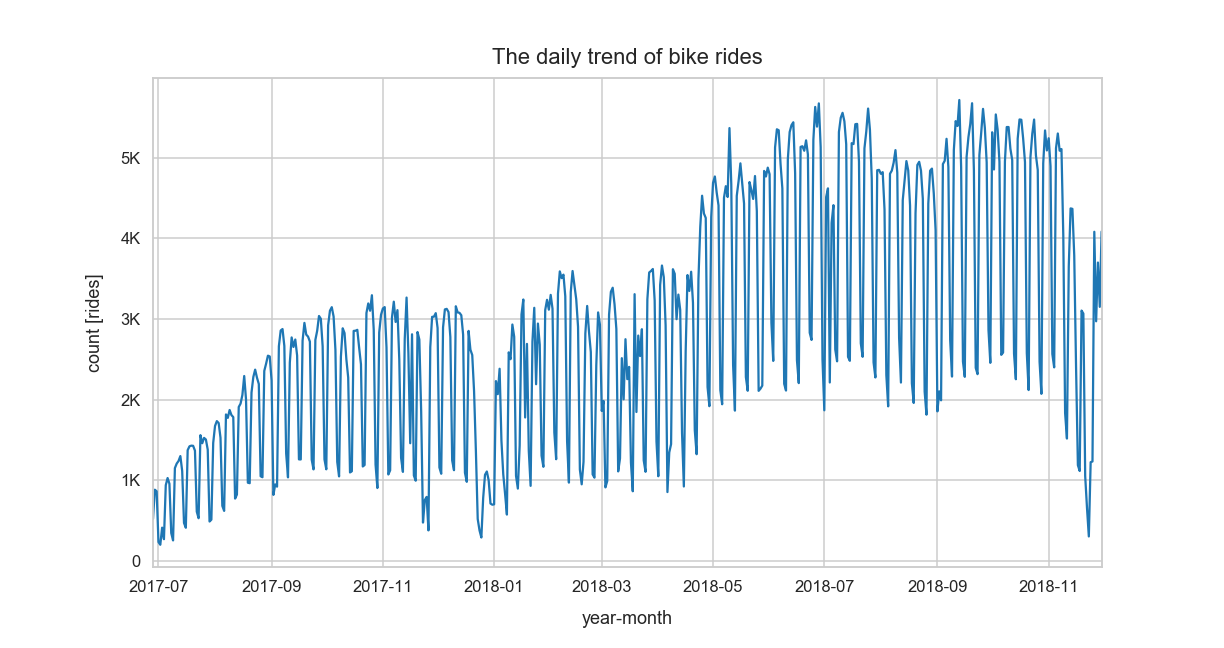 The daily trend of bike rides
count [rides]
5K
4K
3K
2K
1K
0
2017-07 2017-09 2017-11 2018-01 2018-03 2018-05 2018-07 2018-09 2018-11
year-month